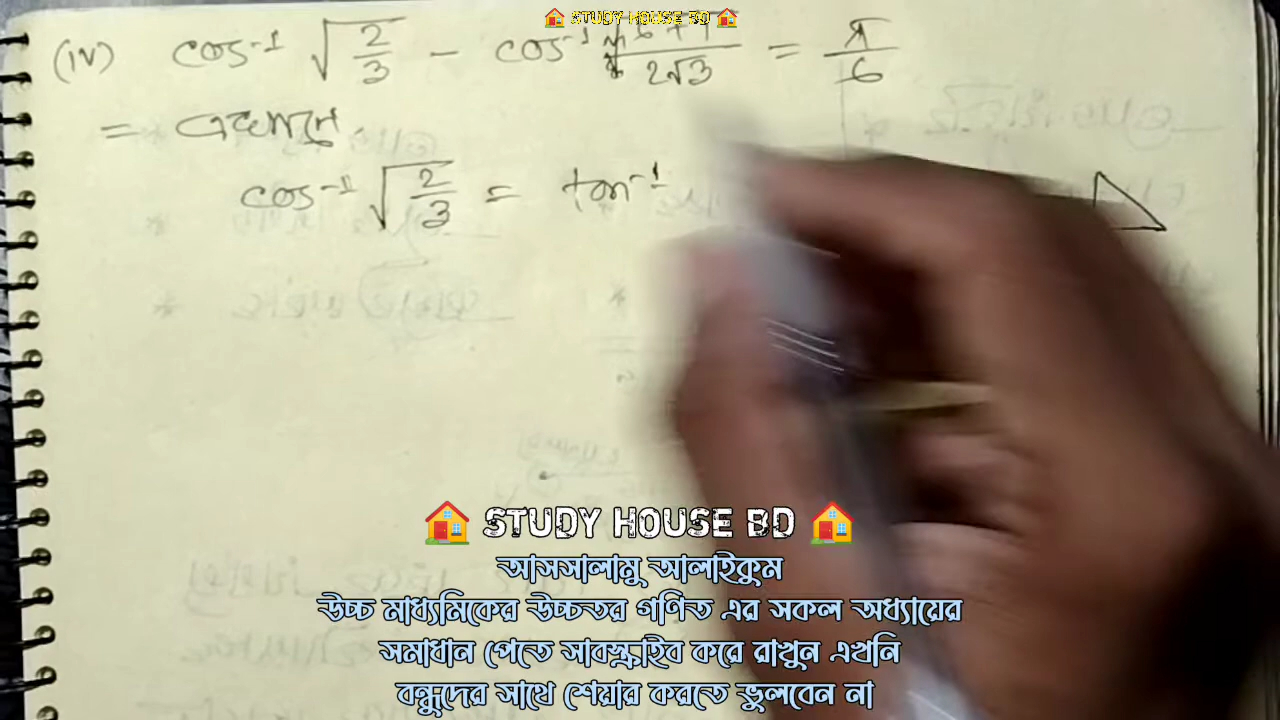 🏠 STUDY HOUSE BD 🏠
(iv) cos⁻¹ √(2/3) − cos⁻¹ (√6+1)/(2√3) = π/6
= এখানে
cos⁻¹ √(2/3) = tan⁻¹
🏠 STUDY HOUSE BD 🏠
আসসালামু আলাইকুম
উচ্চ মাধ্যমিকের উচ্চতর গণিত এর সকল অধ্যায়ের
সমাধান পেতে সাবস্ক্রাইব করে রাখুন এখনি
বন্ধুদের সাথে শেয়ার করতে ভুলবেন না